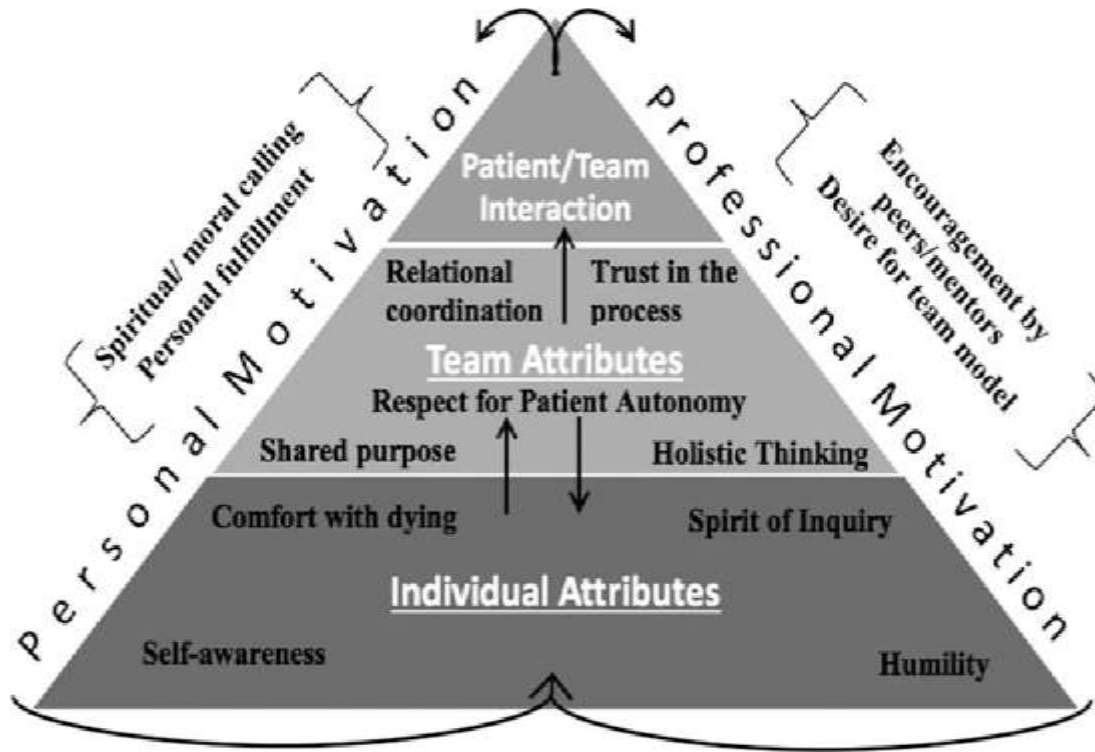 Personal Motivation
Spiritual/ moral calling
Personal fulfillment
Professional Motivation
Encouragement by
peers/mentors
Desire for team model
Patient/Team
Interaction
Relational
coordination
Trust in the
process
Team Attributes
Respect for Patient Autonomy
Shared purpose
Holistic Thinking
Comfort with dying
Spirit of Inquiry
Individual Attributes
Self-awareness
Humility